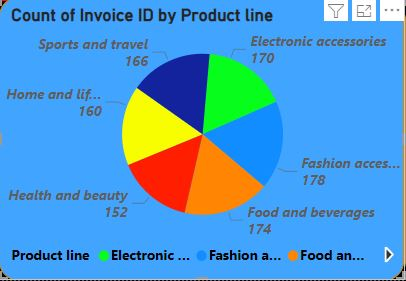 Count of Invoice ID by Product line
Sports and travel
166
Electronic accessories
170
Home and lif...
160
Fashion acces...
178
Health and beauty
152
Food and beverages
174
Product line Electronic ... Fashion a... Food an...